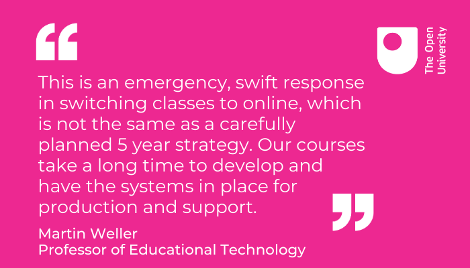 The Open
University
This is an emergency, swift response
in switching classes to online, which
is not the same as a carefully
planned 5 year strategy. Our courses
take a long time to develop and
have the systems in place for
production and support.
Martin Weller
Professor of Educational Technology